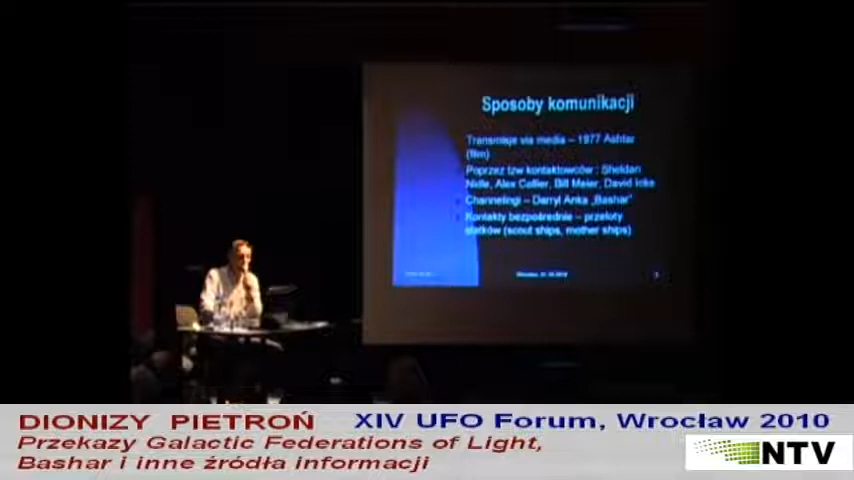 Sposoby komunikacji
Transmisje via media – 1977 Ashtar
(film)
Poprzez tzw kontaktowców : Sheldan
Nidle, Alex Collier, Bill Meier, David Icke
Channelingi – Darryl Anka „Bashar”
Kontakty bezpośrednie – przeloty
statków (scout ships, mother ships)
DIONIZY PIETROŃ
XIV UFO Forum, Wrocław 2010
Przekazy Galactic Federations of Light,
Bashar i inne źródła informacji
NTV